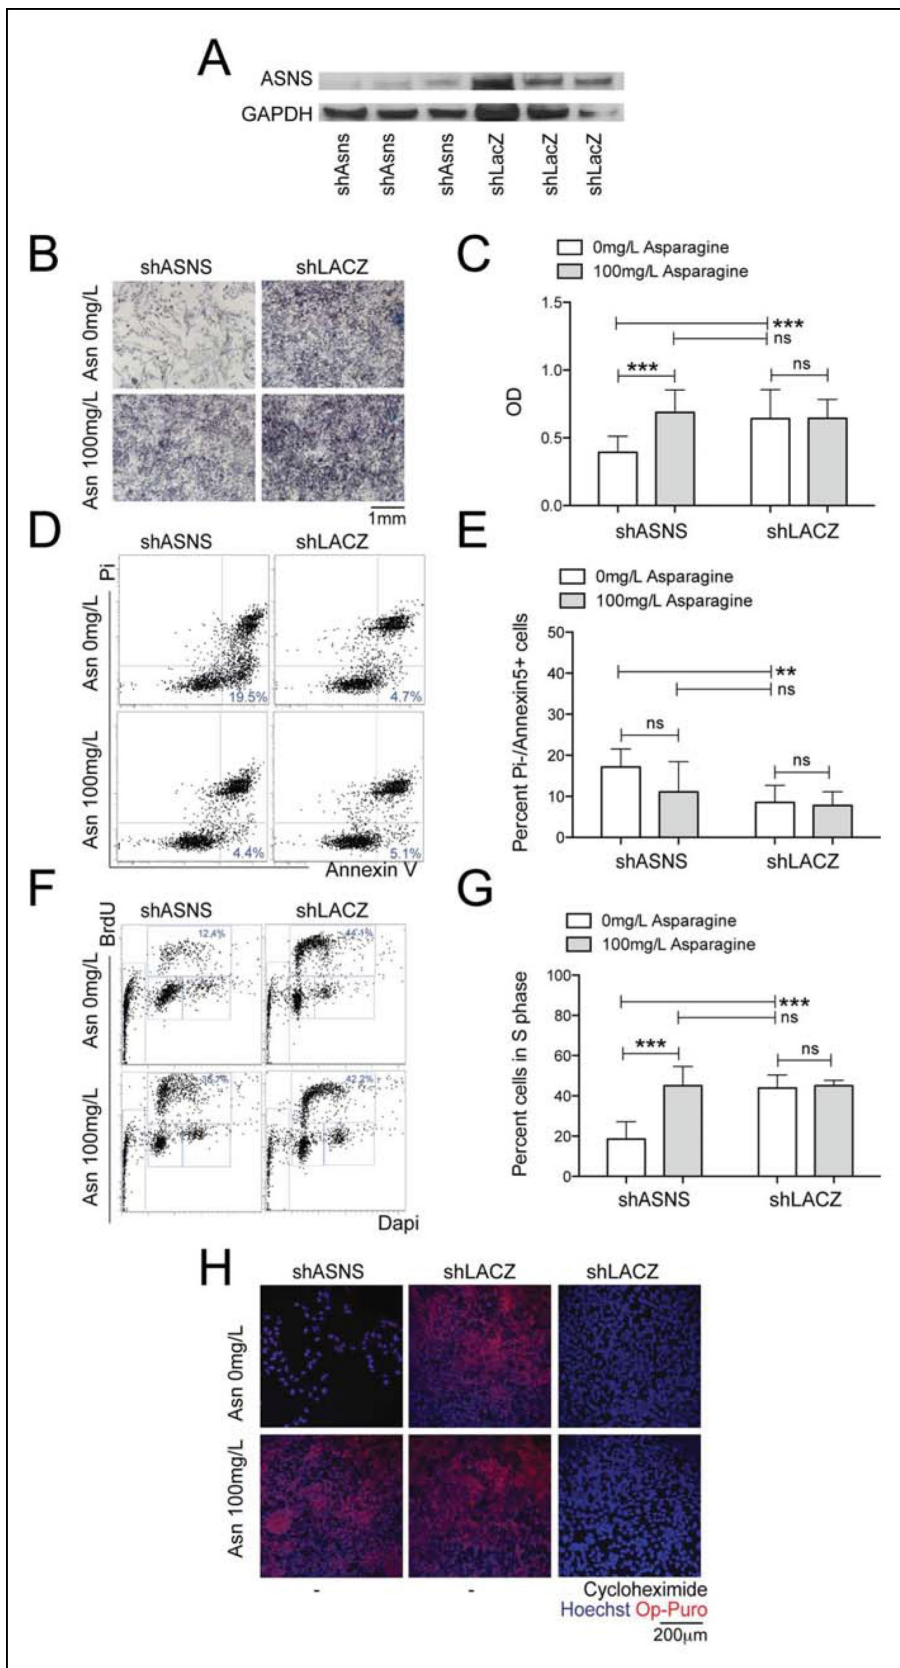 A
ASNS
GAPDH
shAsns
shAsns
shAsns
shLacZ
shLacZ
shLacZ
B
shASNS
shLACZ
Asn 0mg/L
Asn 100mg/L
1mm
C
0mg/L Asparagine
100mg/L Asparagine
OD
1.5
1.0
0.5
0.0
***
ns
***
ns
shASNS
shLACZ
D
shASNS
shLACZ
Pi
Asn 0mg/L
19.5%
4.7%
Asn 100mg/L
4.4%
5.1%
Annexin V
E
0mg/L Asparagine
100mg/L Asparagine
Percent Pi-/Annexin5+ cells
50
40
30
20
10
0
**
ns
ns
ns
shASNS
shLACZ
F
shASNS
shLACZ
BrdU
Asn 0mg/L
12.4%
44.1%
Asn 100mg/L
42.2%
Dapi
G
0mg/L Asparagine
100mg/L Asparagine
Percent cells in S phase
100
80
60
40
20
0
***
ns
***
ns
shASNS
shLACZ
H
shASNS
shLACZ
shLACZ
Asn 0mg/L
Asn 100mg/L
-
-
Cycloheximide
Hoechst Op-Puro
200µm